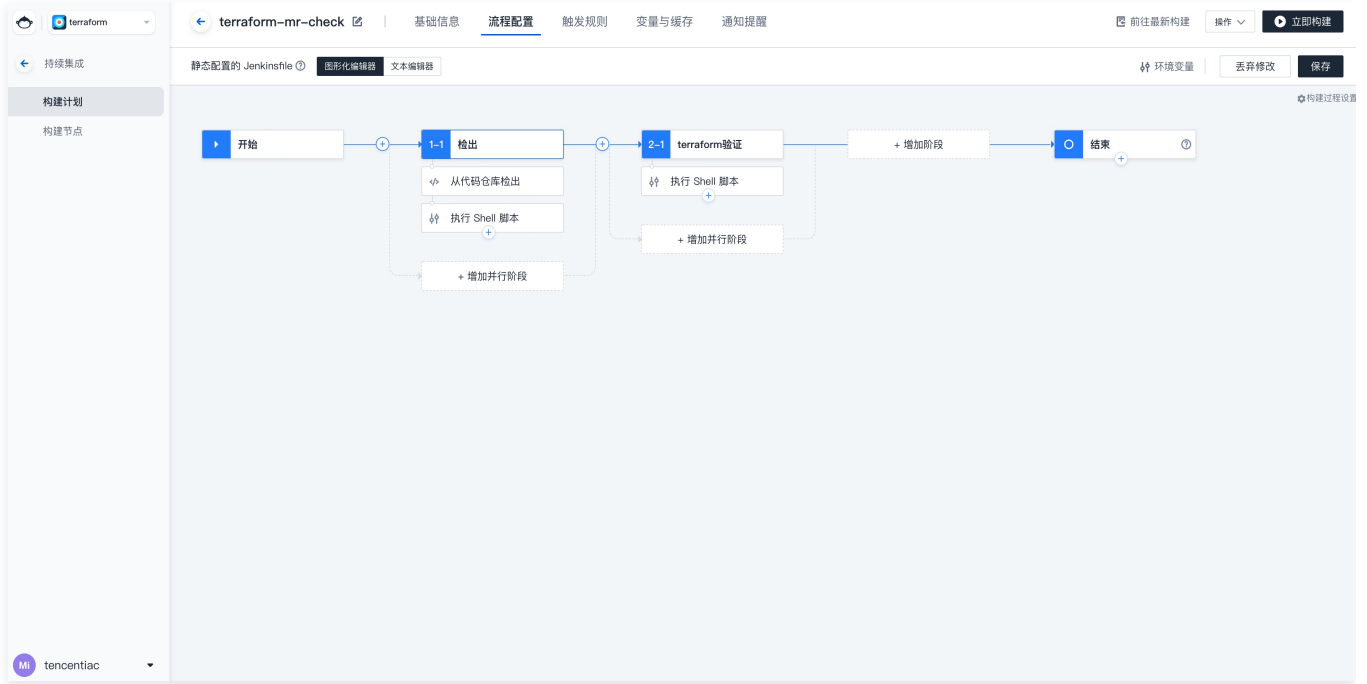 terraform
terraform-mr-check
基础信息
流程配置
触发规则
变量与缓存
通知提醒
前往最新构建
操作
立即构建
持续集成
静态配置的 Jenkinsfile
图形化编辑器
文本编辑器
环境变量
丢弃修改
保存
构建计划
构建过程设置
构建节点
开始
1-1 检出
2-1 terraform验证
+ 增加阶段
结束
从代码仓库检出
执行 Shell 脚本
执行 Shell 脚本
+ 增加并行阶段
+ 增加并行阶段
Mi tencentiac